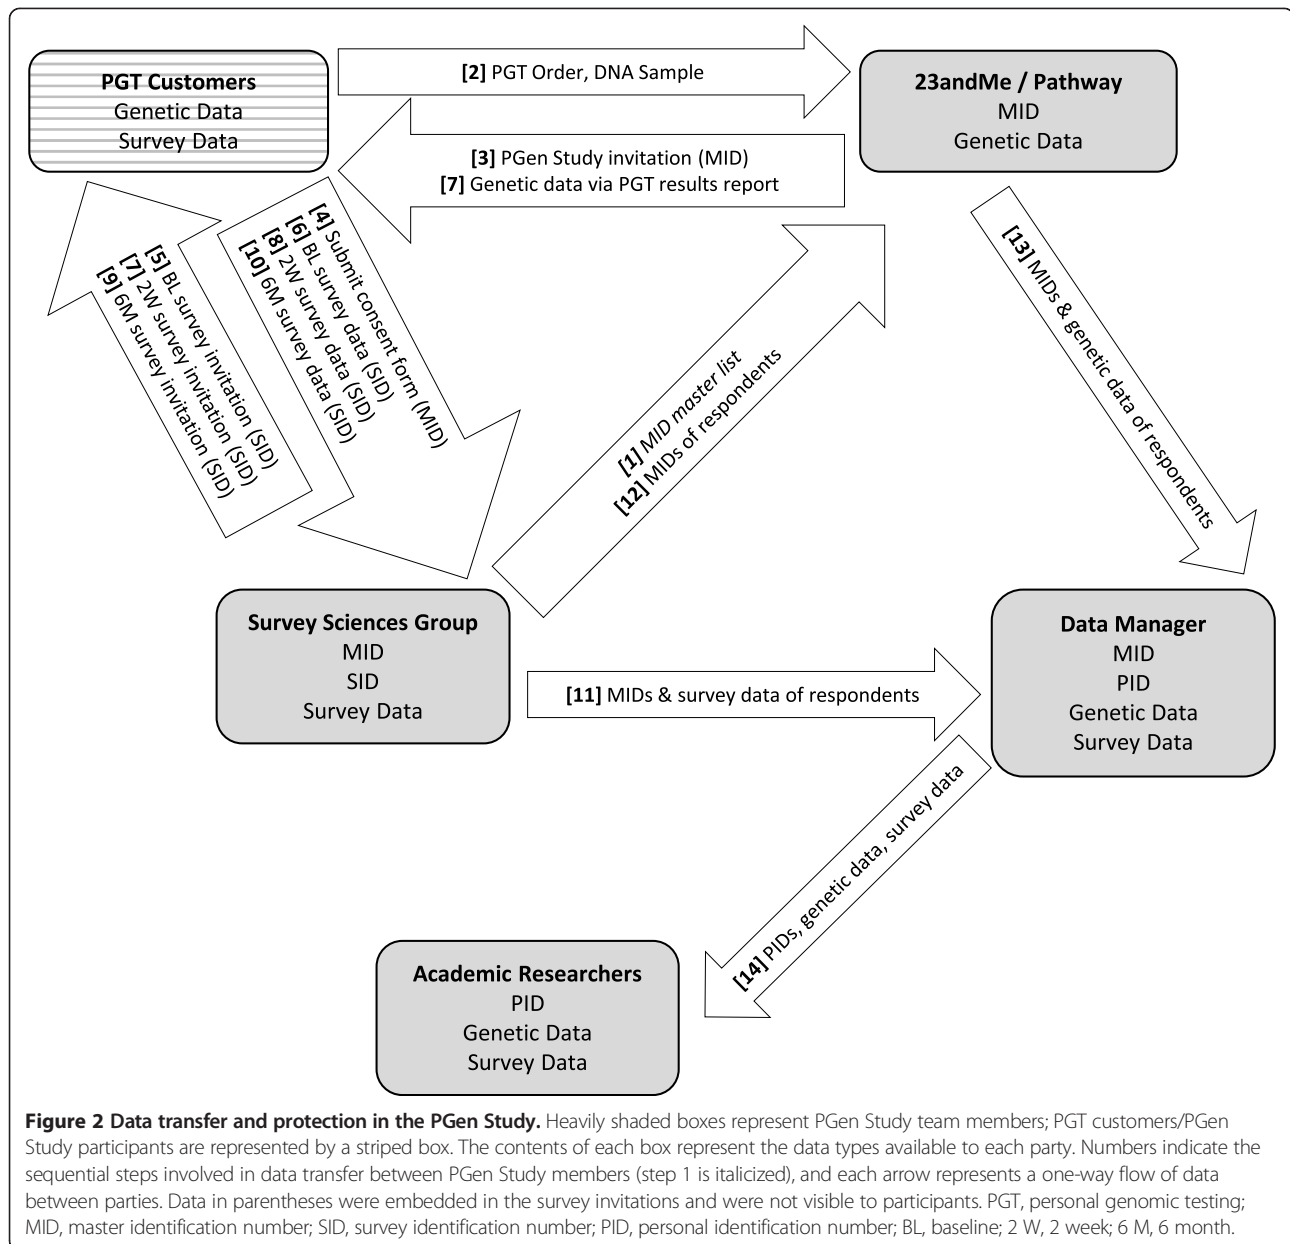 PGT Customers
Genetic Data
Survey Data
[2] PGT Order, DNA Sample
23andMe / Pathway
MID
Genetic Data
[3] PGen Study invitation (MID)
[7] Genetic data via PGT results report
[4] Submit consent form (MID)
[6] BL survey data (SID)
[8] 2W survey data (SID)
[10] 6M survey data (SID)
[5] BL survey invitation (SID)
[7] 2W survey invitation (SID)
[9] 6M survey invitation (SID)
[1] MID master list
[12] MIDs of respondents
[13] MIDs & genetic data of respondents
Survey Sciences Group
MID
SID
Survey Data
[11] MIDs & survey data of respondents
Data Manager
MID
PID
Genetic Data
Survey Data
[14] PIDs, genetic data, survey data
Academic Researchers
PID
Genetic Data
Survey Data
Figure 2 Data transfer and protection in the PGen Study. Heavily shaded boxes represent PGen Study team members; PGT customers/PGen
Study participants are represented by a striped box. The contents of each box represent the data types available to each party. Numbers indicate the
sequential steps involved in data transfer between PGen Study members (step 1 is italicized), and each arrow represents a one-way flow of data
between parties. Data in parentheses were embedded in the survey invitations and were not visible to participants. PGT, personal genomic testing;
MID, master identification number; SID, survey identification number; PID, personal identification number; BL, baseline; 2 W, 2 week; 6 M, 6 month.